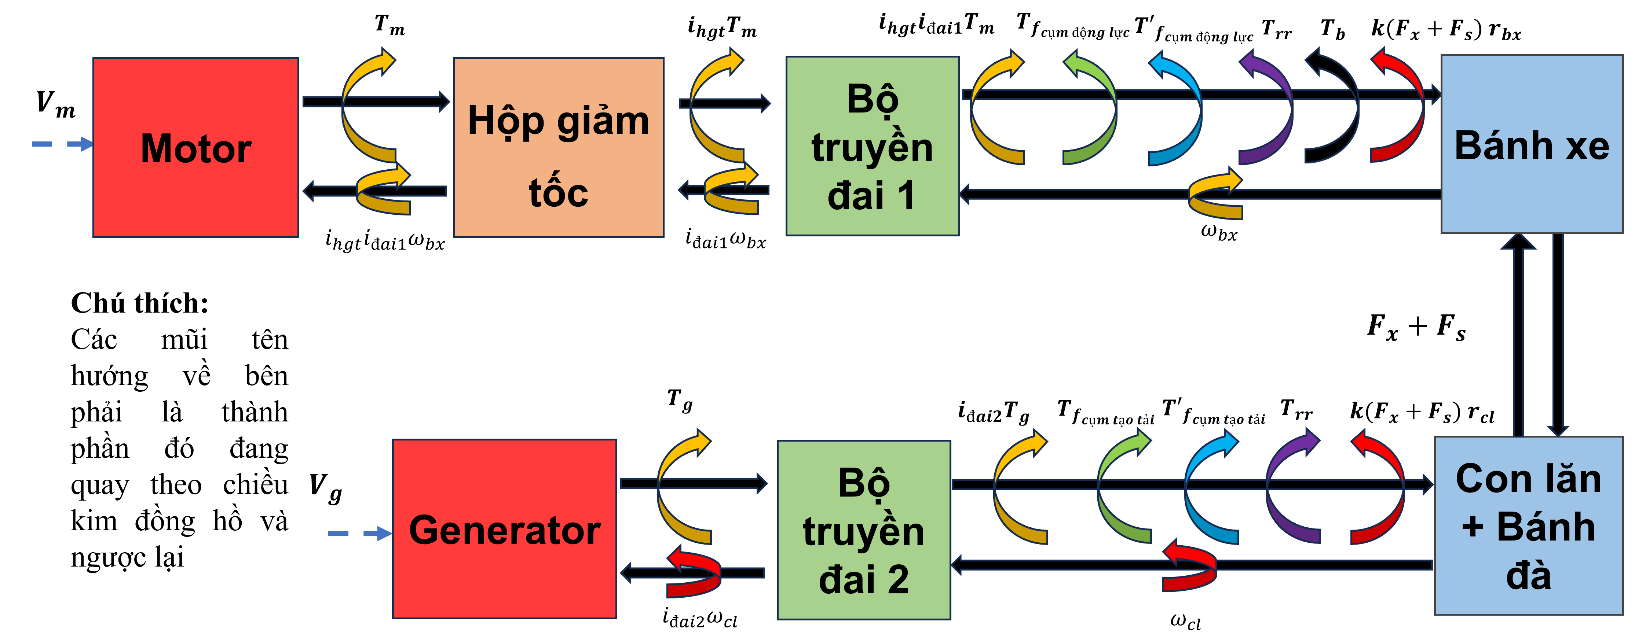 T_m
i_hgt T_m
i_hgt i_đai1 T_m
T_f cụm động lực
T'_f cụm động lực
T_rr
T_b
k(F_x + F_s) r_bx
V_m
Motor
Hộp giảm
tốc
Bộ
truyền
đai 1
Bánh xe
i_hgt i_đai1 ω_bx
i_đai1 ω_bx
ω_bx
Chú thích:
Các mũi tên
hướng về bên
phải là thành
phần đó đang
quay theo chiều
kim đồng hồ và
ngược lại
F_x + F_s
V_g
T_g
i_đai2 T_g
T_f cụm tạo tải
T'_f cụm tạo tải
T_rr
k(F_x + F_s) r_cl
Generator
Bộ
truyền
đai 2
Con lăn
+ Bánh
đà
i_đai2 ω_cl
ω_cl